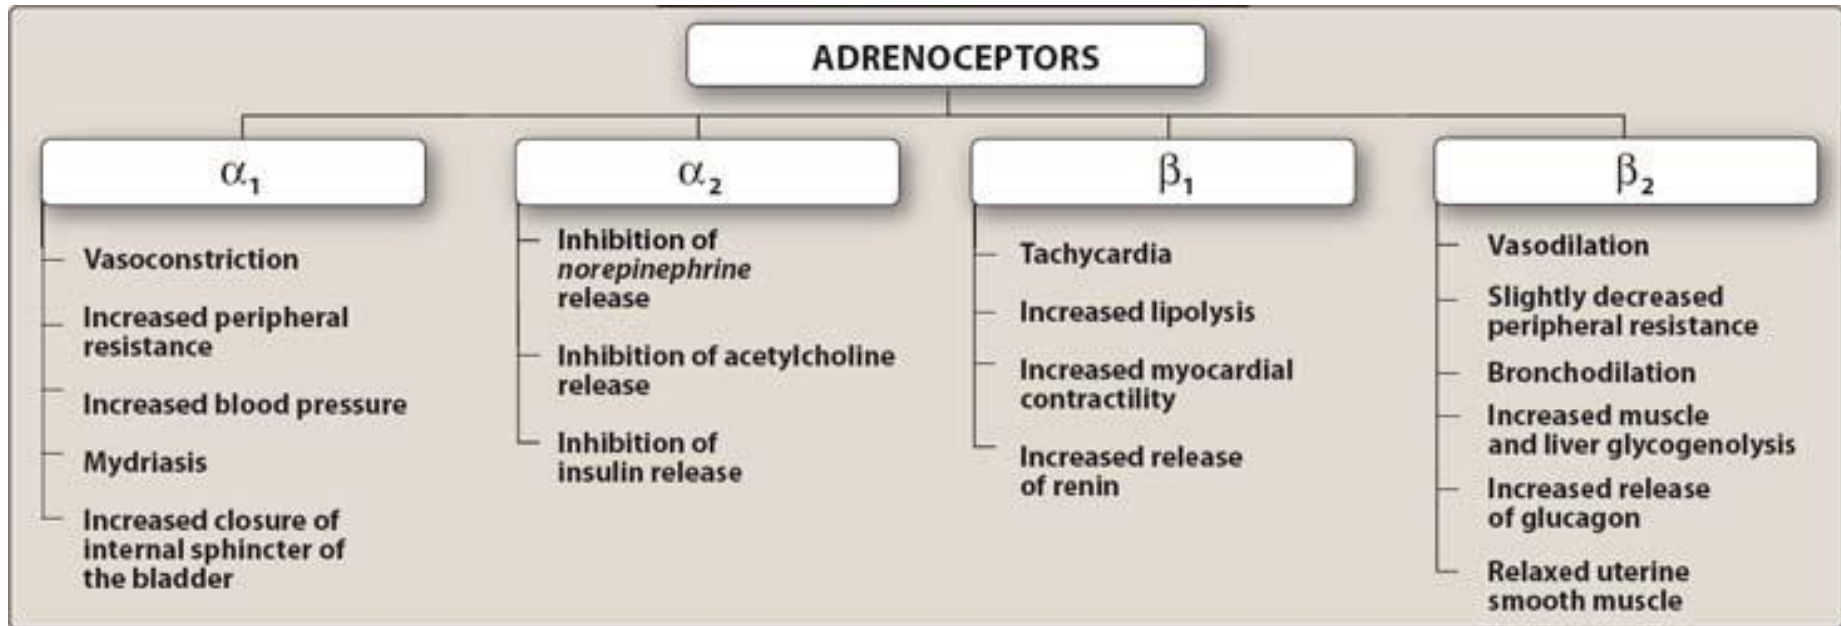 ADRENOCEPTORS
α₁
Vasoconstriction
Increased peripheral
resistance
Increased blood pressure
Mydriasis
Increased closure of
internal sphincter of
the bladder
α₂
Inhibition of
norepinephrine
release
Inhibition of acetylcholine
release
Inhibition of
insulin release
β₁
Tachycardia
Increased lipolysis
Increased myocardial
contractility
Increased release
of renin
β₂
Vasodilation
Slightly decreased
peripheral resistance
Bronchodilation
Increased muscle
and liver glycogenolysis
Increased release
of glucagon
Relaxed uterine
smooth muscle